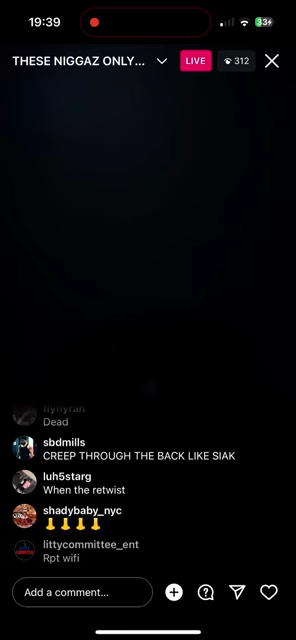 19:39
33
THESE NIGGAZ ONLY...
LIVE
312
Dead
sbdmills
CREEP THROUGH THE BACK LIKE SIAK
luh5starg
When the retwist
shadybaby_nyc
littycommittee_ent
Rpt wifi
Add a comment...